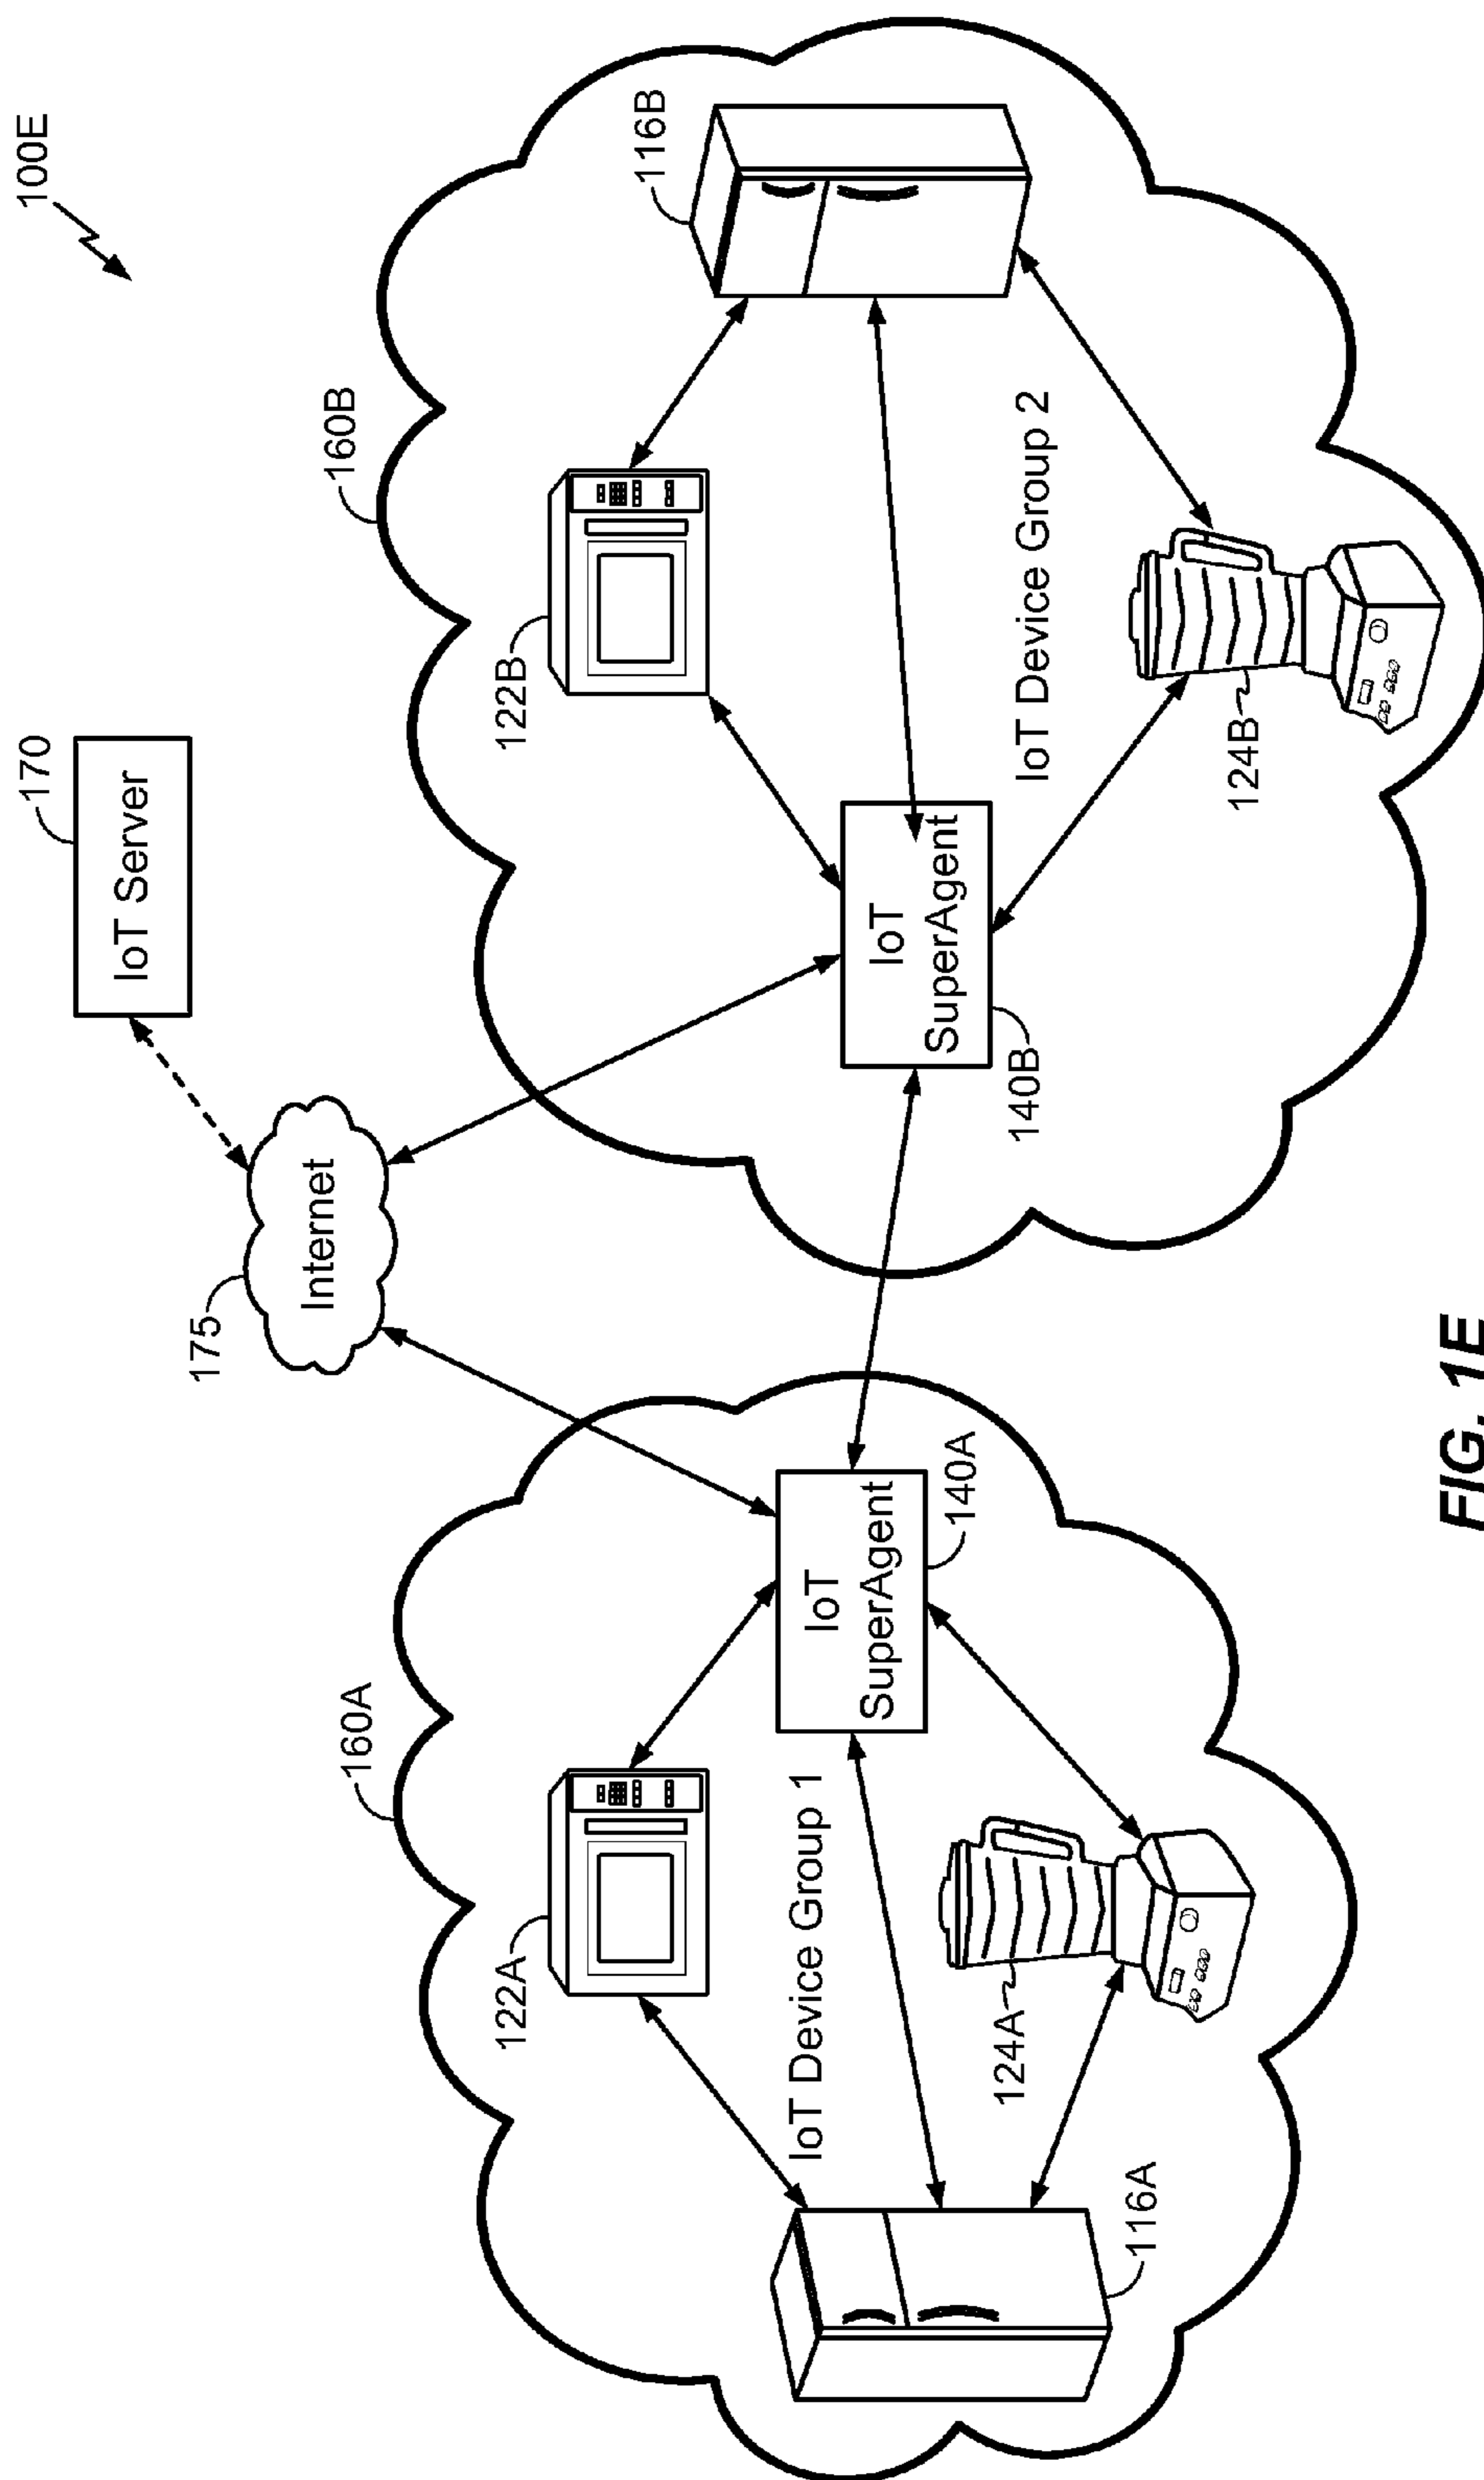 100E
170
IoT Server
175
Internet
160A
160B
122A
122B
116B
IoT
SuperAgent
140A
IoT
SuperAgent
140B
IoT Device Group 1
IoT Device Group 2
124A
124B
116A
FIG. 1E